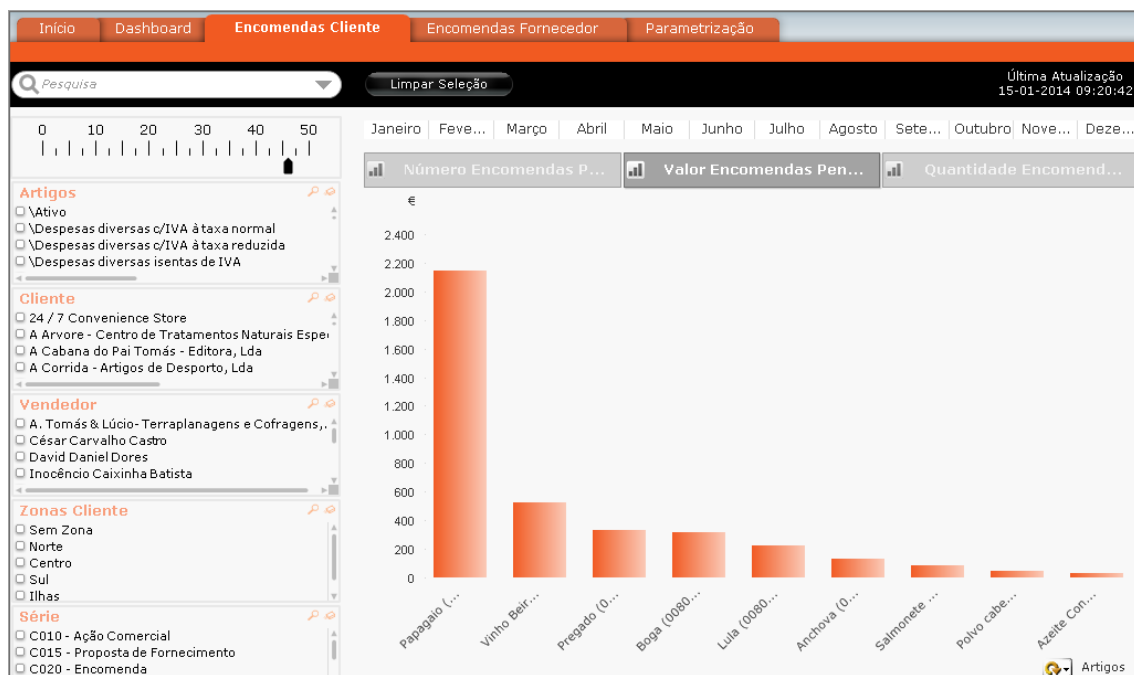 Início Dashboard Encomendas Cliente Encomendas Fornecedor Parametrização
Pesquisa
Limpar Seleção
Última Atualização
15-01-2014 09:20:42
0 10 20 30 40 50
Janeiro Feve... Março Abril Maio Junho Julho Agosto Sete... Outubro Nove... Deze...
Número Encomendas P... Valor Encomendas Pen... Quantidade Encomend...
Artigos
\Ativo
\Despesas diversas c/IVA à taxa normal
\Despesas diversas c/IVA à taxa reduzida
\Despesas diversas isentas de IVA
Cliente
24 / 7 Convenience Store
A Arvore - Centro de Tratamentos Naturais Espe
A Cabana do Pai Tomás - Editora, Lda
A Corrida - Artigos de Desporto, Lda
Vendedor
A. Tomás & Lúcio- Terraplanagens e Cofragens,.
César Carvalho Castro
David Daniel Dores
Inocêncio Caixinha Batista
Zonas Cliente
Sem Zona
Norte
Centro
Sul
Ilhas
Série
C010 - Ação Comercial
C015 - Proposta de Fornecimento
C020 - Encomenda
€
2.400
2.200
2.000
1.800
1.600
1.400
1.200
1.000
800
600
400
200
0
Papagaio (...
Vinho Beir...
Pregado (0...
Boga (0080...
Lula (0080...
Anchova (0...
Salmonete ...
Polvo cabe...
Azeite Con...
Artigos